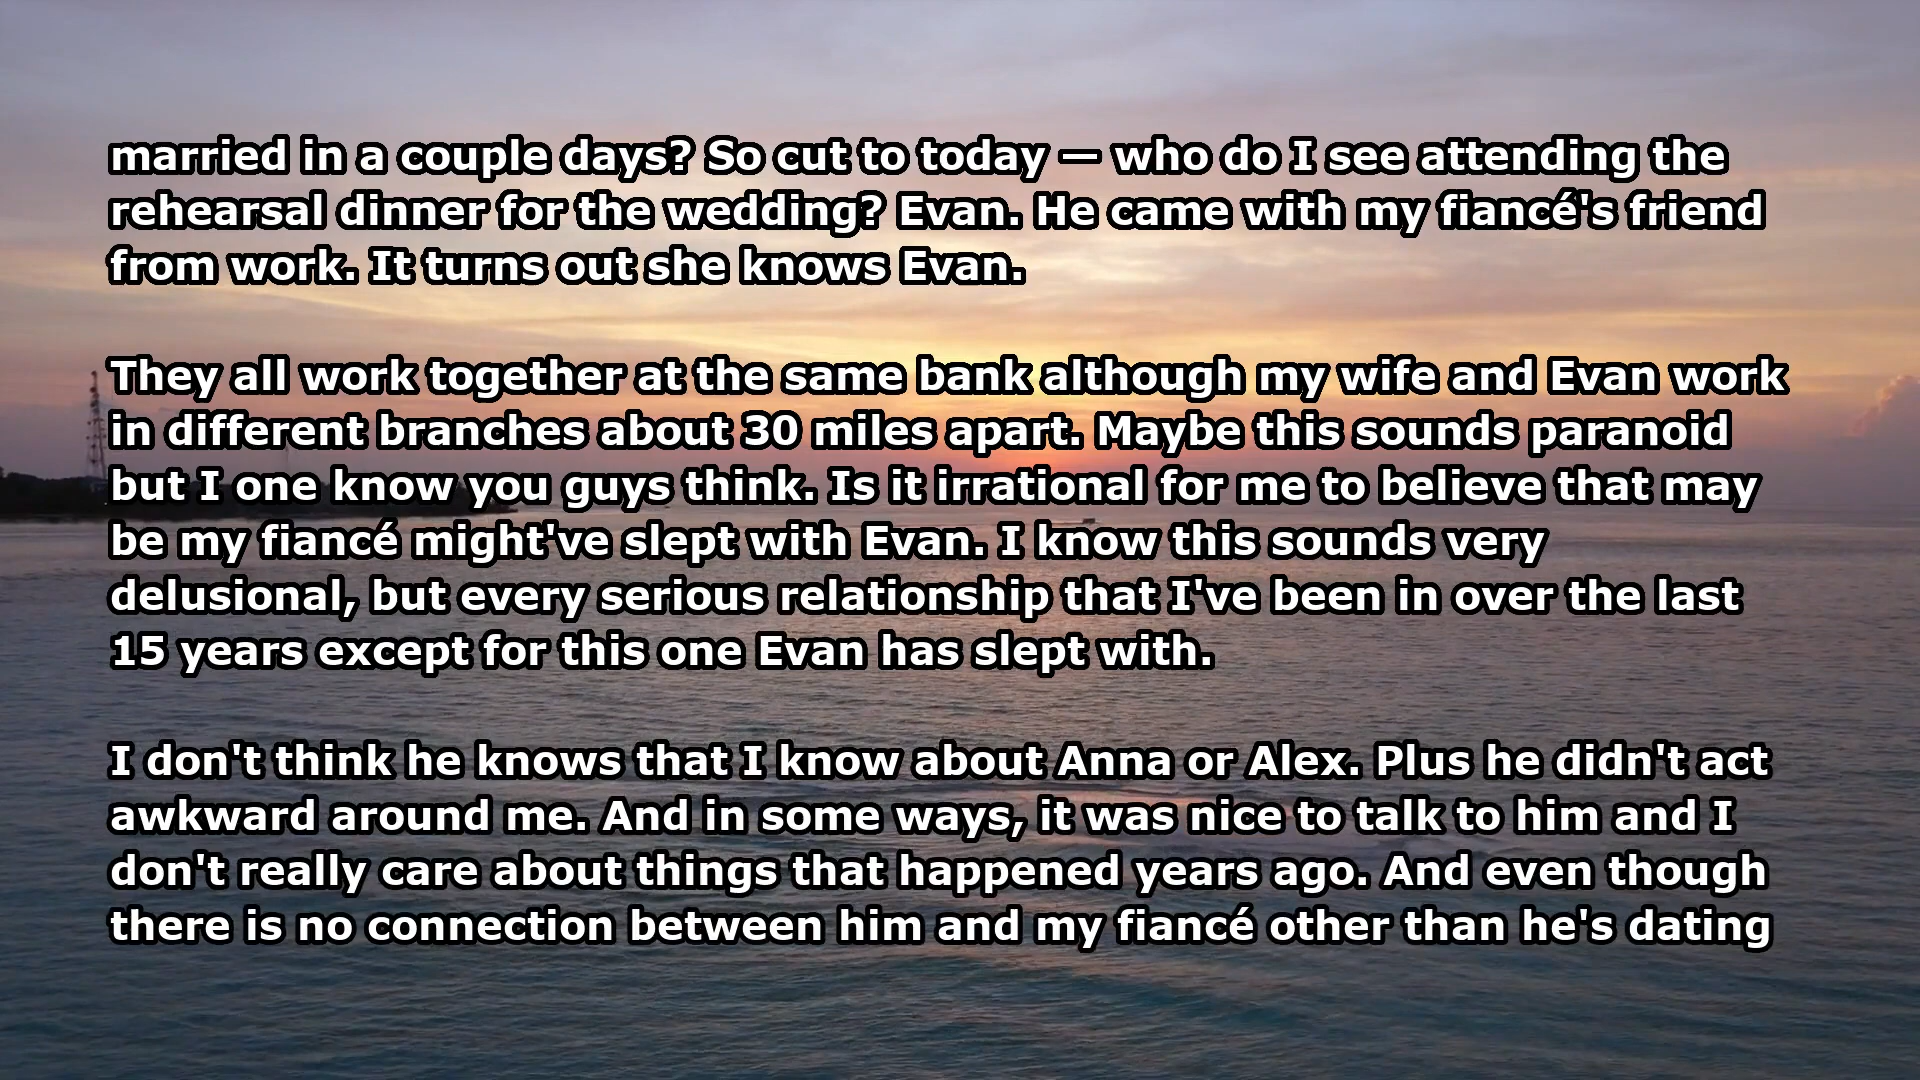 married in a couple days? So cut to today — who do I see attending the
rehearsal dinner for the wedding? Evan. He came with my fiancé's friend
from work. It turns out she knows Evan.
They all work together at the same bank although my wife and Evan work
in different branches about 30 miles apart. Maybe this sounds paranoid
but I one know you guys think. Is it irrational for me to believe that may
be my fiancé might've slept with Evan. I know this sounds very
delusional, but every serious relationship that I've been in over the last
15 years except for this one Evan has slept with.
I don't think he knows that I know about Anna or Alex. Plus he didn't act
awkward around me. And in some ways, it was nice to talk to him and I
don't really care about things that happened years ago. And even though
there is no connection between him and my fiancé other than he's dating